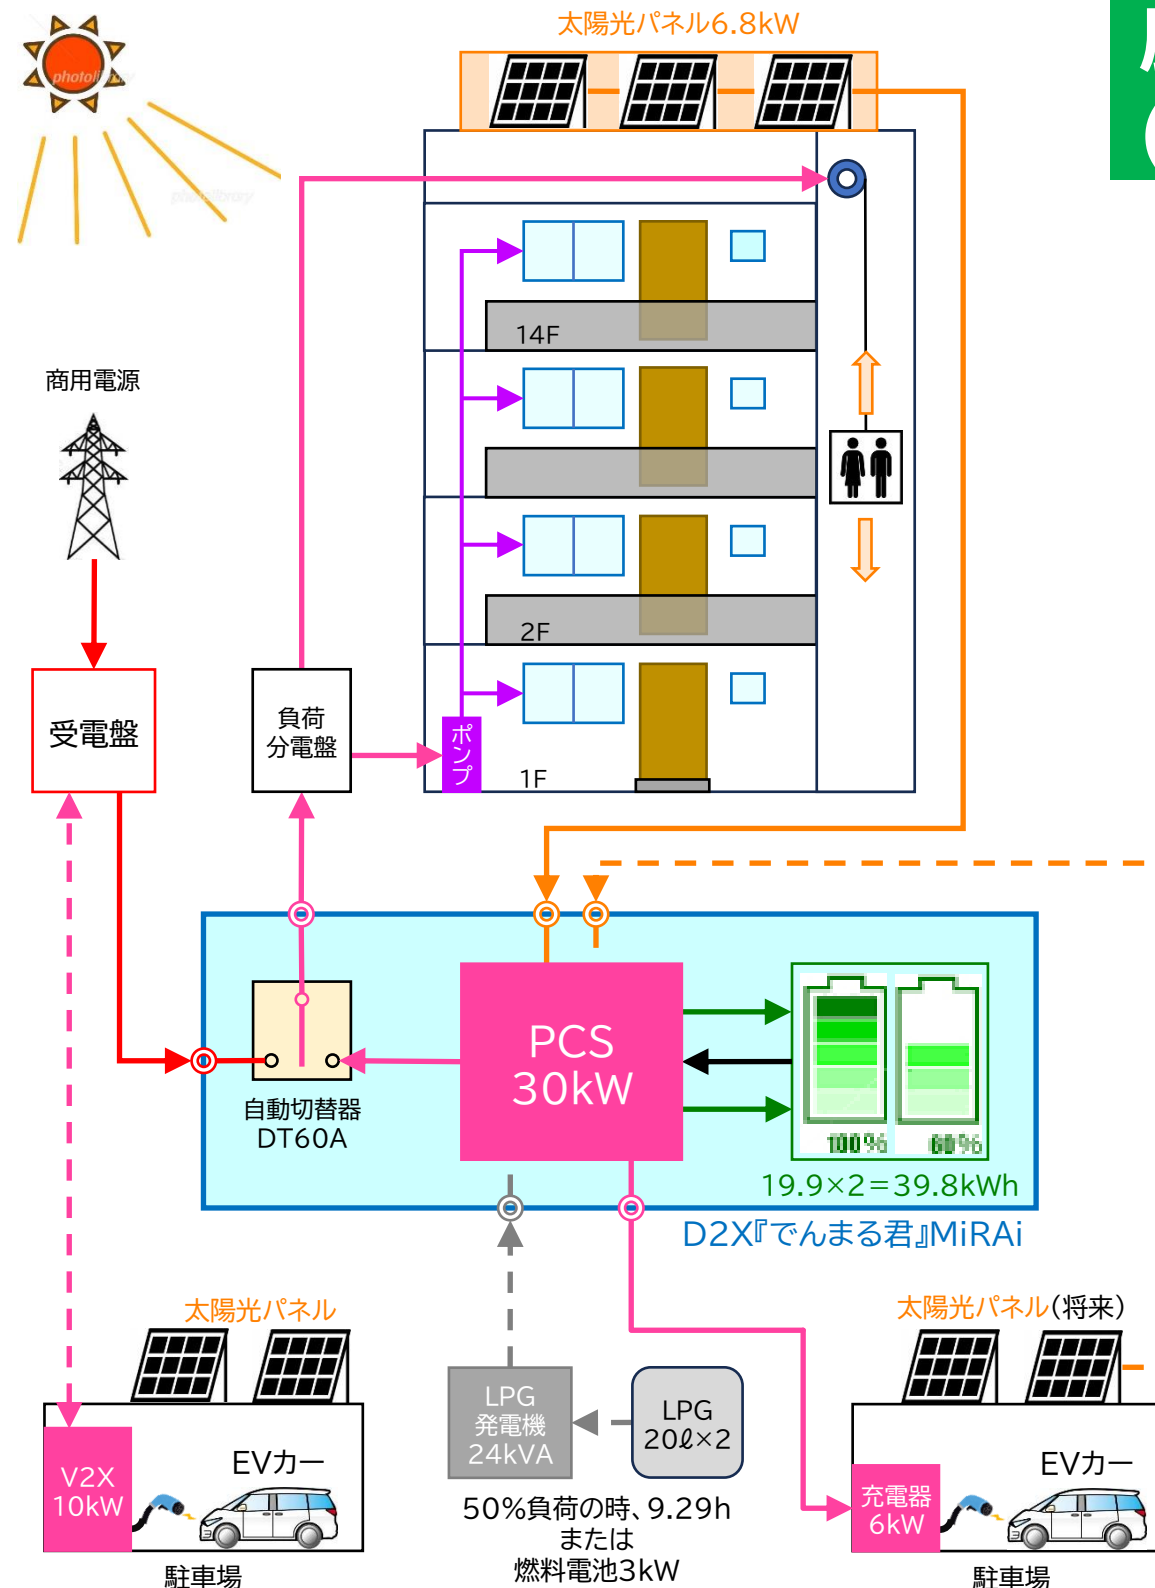 太陽光パネル6.8kW
photolibrary
photolibrary
14F
商用電源
2F
受電盤
負荷
分電盤
ポンプ
1F
PCS
30kW
自動切替器
DT60A
100%
60%
19.9×2=39.8kWh
D2X『でんまる君』MiRAi
太陽光パネル
太陽光パネル(将来)
LPG
発電機
24kVA
LPG
20ℓ×2
V2X
10kW
EVカー
充電器
6kW
EVカー
50%負荷の時、9.29h
または
燃料電池3kW
駐車場
駐車場